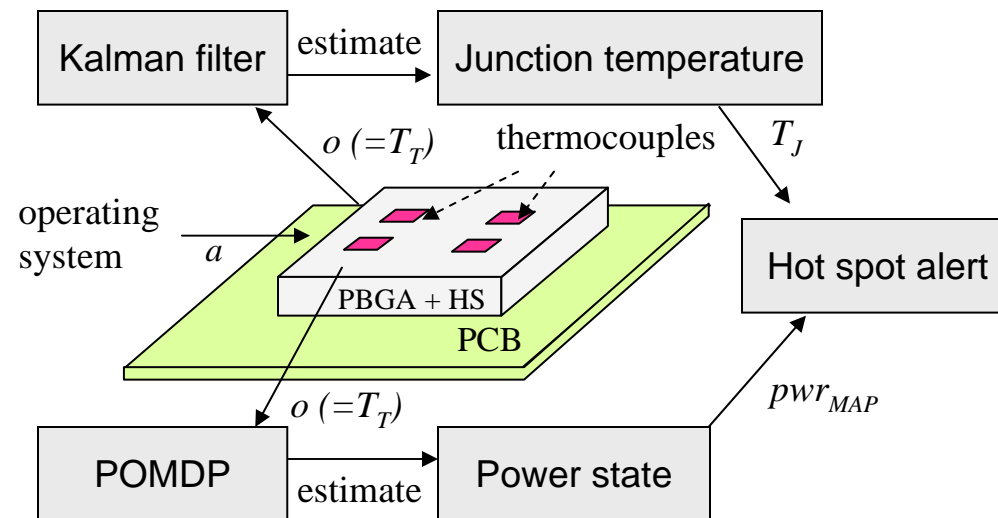 Kalman filter
estimate
Junction temperature
o (=T_T)
thermocouples
T_J
operating
system
a
Hot spot alert
PBGA + HS
PCB
o (=T_T)
pwr_MAP
POMDP
estimate
Power state